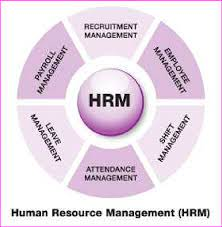 RECRUITMENT
MANAGEMENT
EMPLOYEE
MANAGEMENT
SHIFT
MANAGEMENT
ATTENDANCE
MANAGEMENT
LEAVE
MANAGEMENT
PAYROLL
MANAGEMENT
HRM
Human Resource Management (HRM)